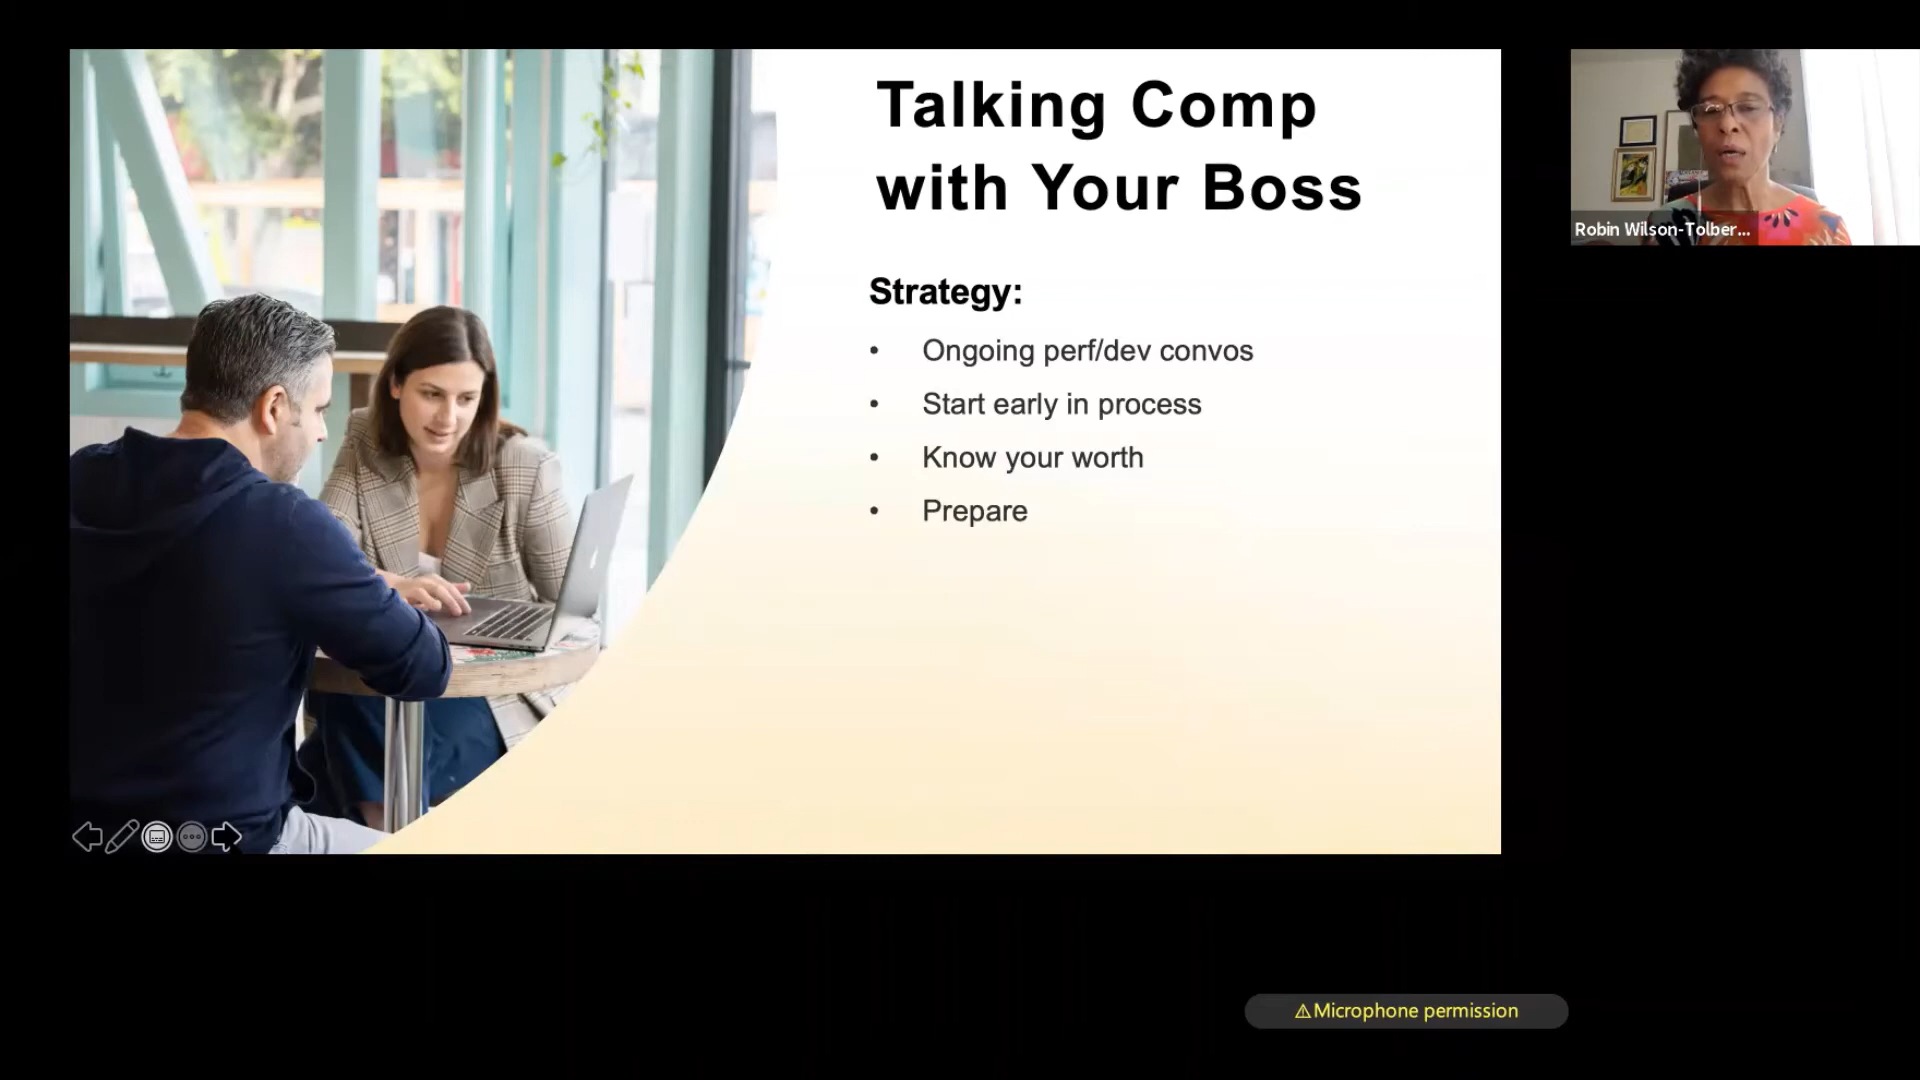 Talking Comp
with Your Boss
Strategy:
• Ongoing perf/dev convos
• Start early in process
• Know your worth
• Prepare
Robin Wilson-Tolber...
⚠Microphone permission